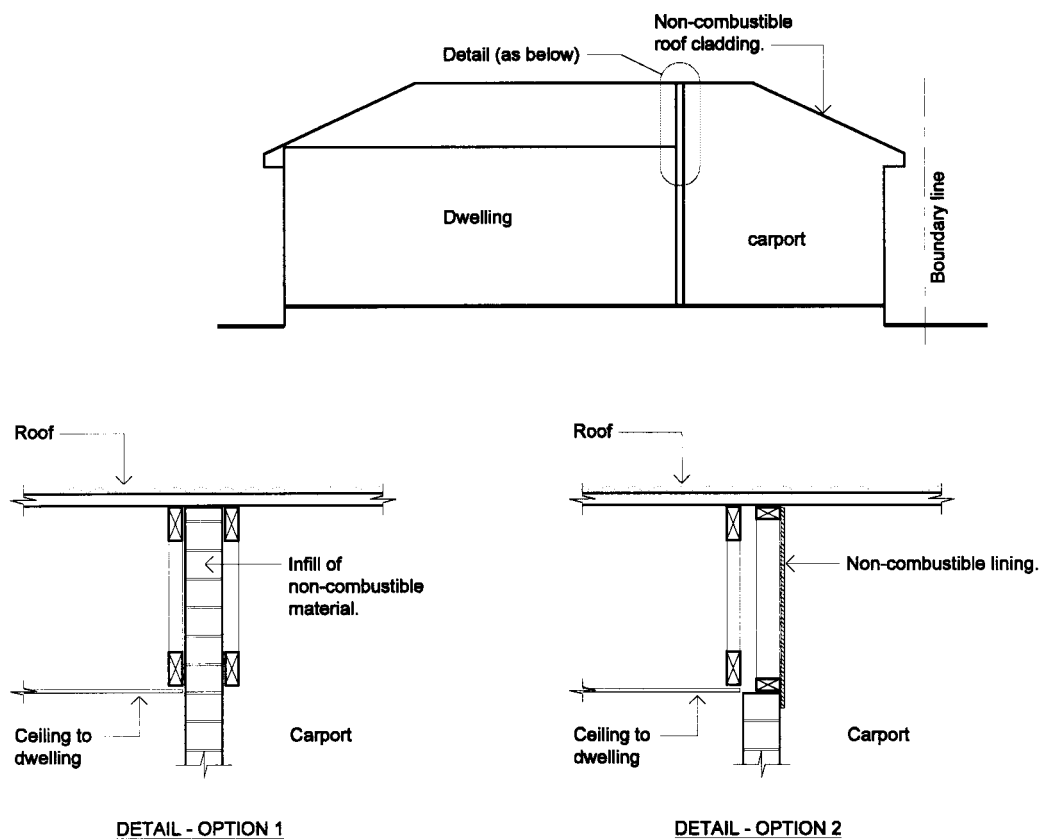 Non-combustible
roof cladding.
Detail (as below)
Dwelling
carport
Boundary line
Roof
Infill of
non-combustible
material.
Ceiling to
dwelling
Carport
DETAIL - OPTION 1
Roof
Non-combustible lining.
Ceiling to
dwelling
Carport
DETAIL - OPTION 2